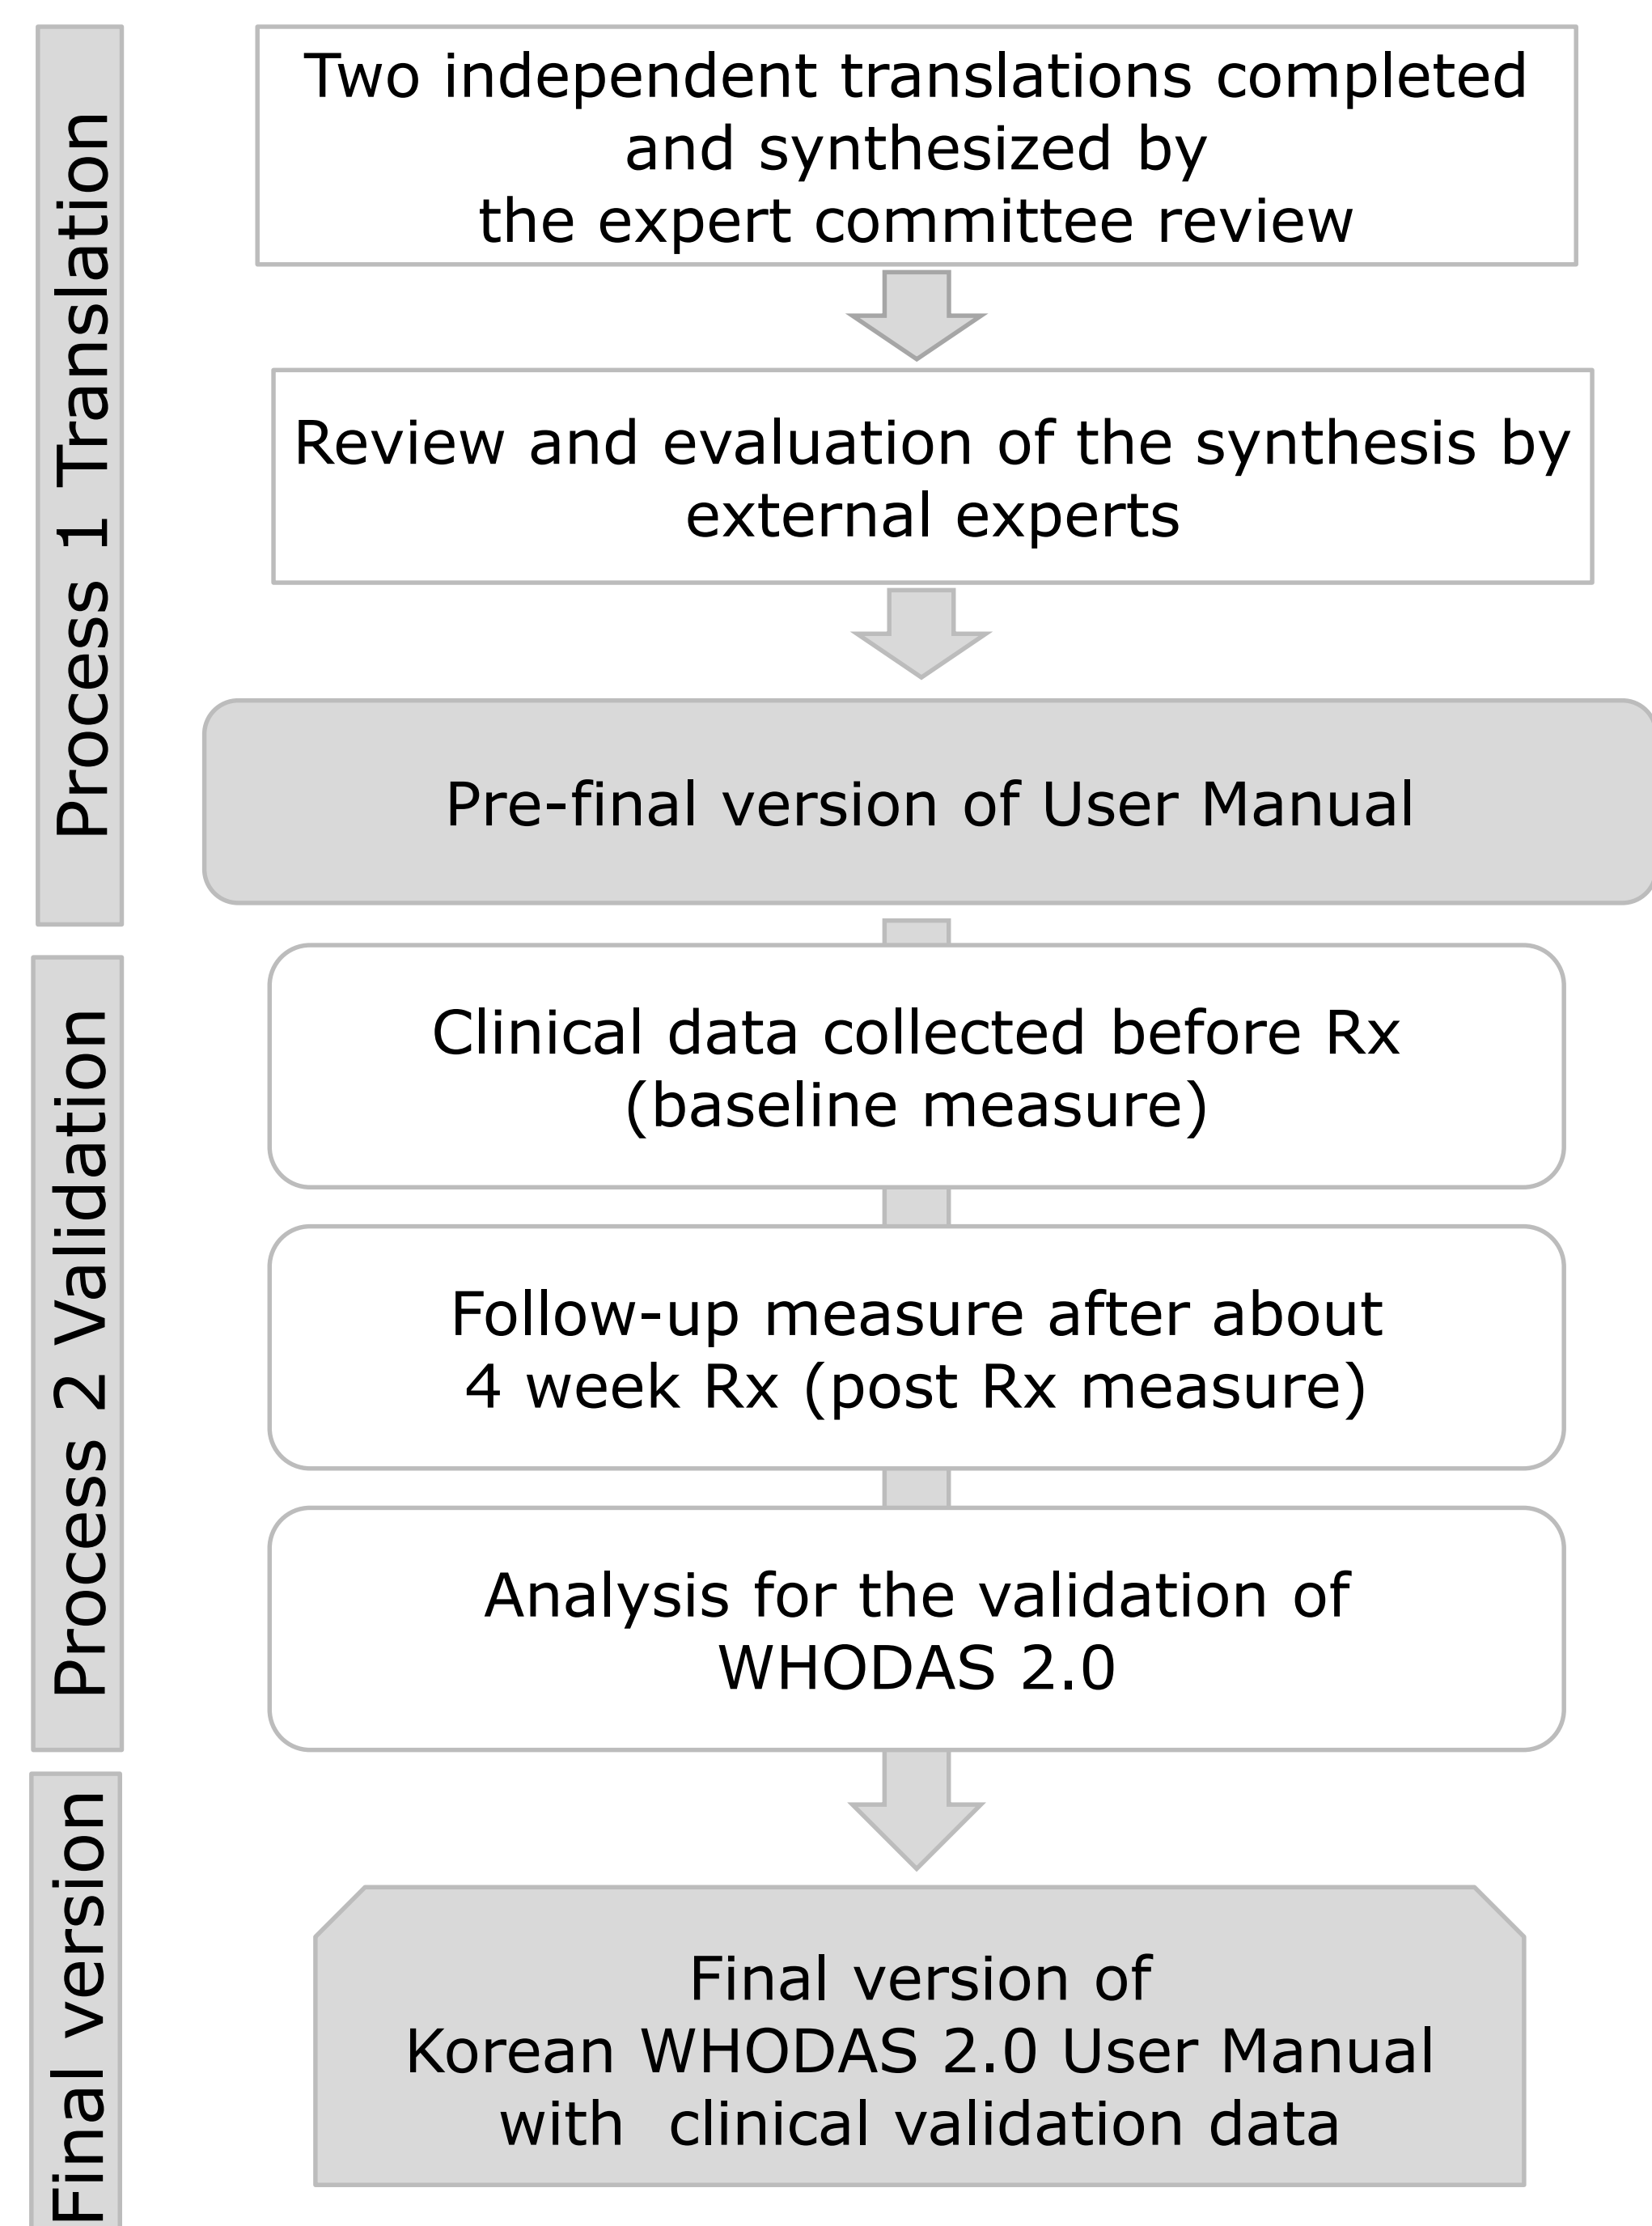 Process 1 Translation
Two independent translations completed
and synthesized by
the expert committee review
Review and evaluation of the synthesis by
external experts
Pre-final version of User Manual
Process 2 Validation
Clinical data collected before Rx
(baseline measure)
Follow-up measure after about
4 week Rx (post Rx measure)
Analysis for the validation of
WHODAS 2.0
Final version
Final version of
Korean WHODAS 2.0 User Manual
with  clinical validation data